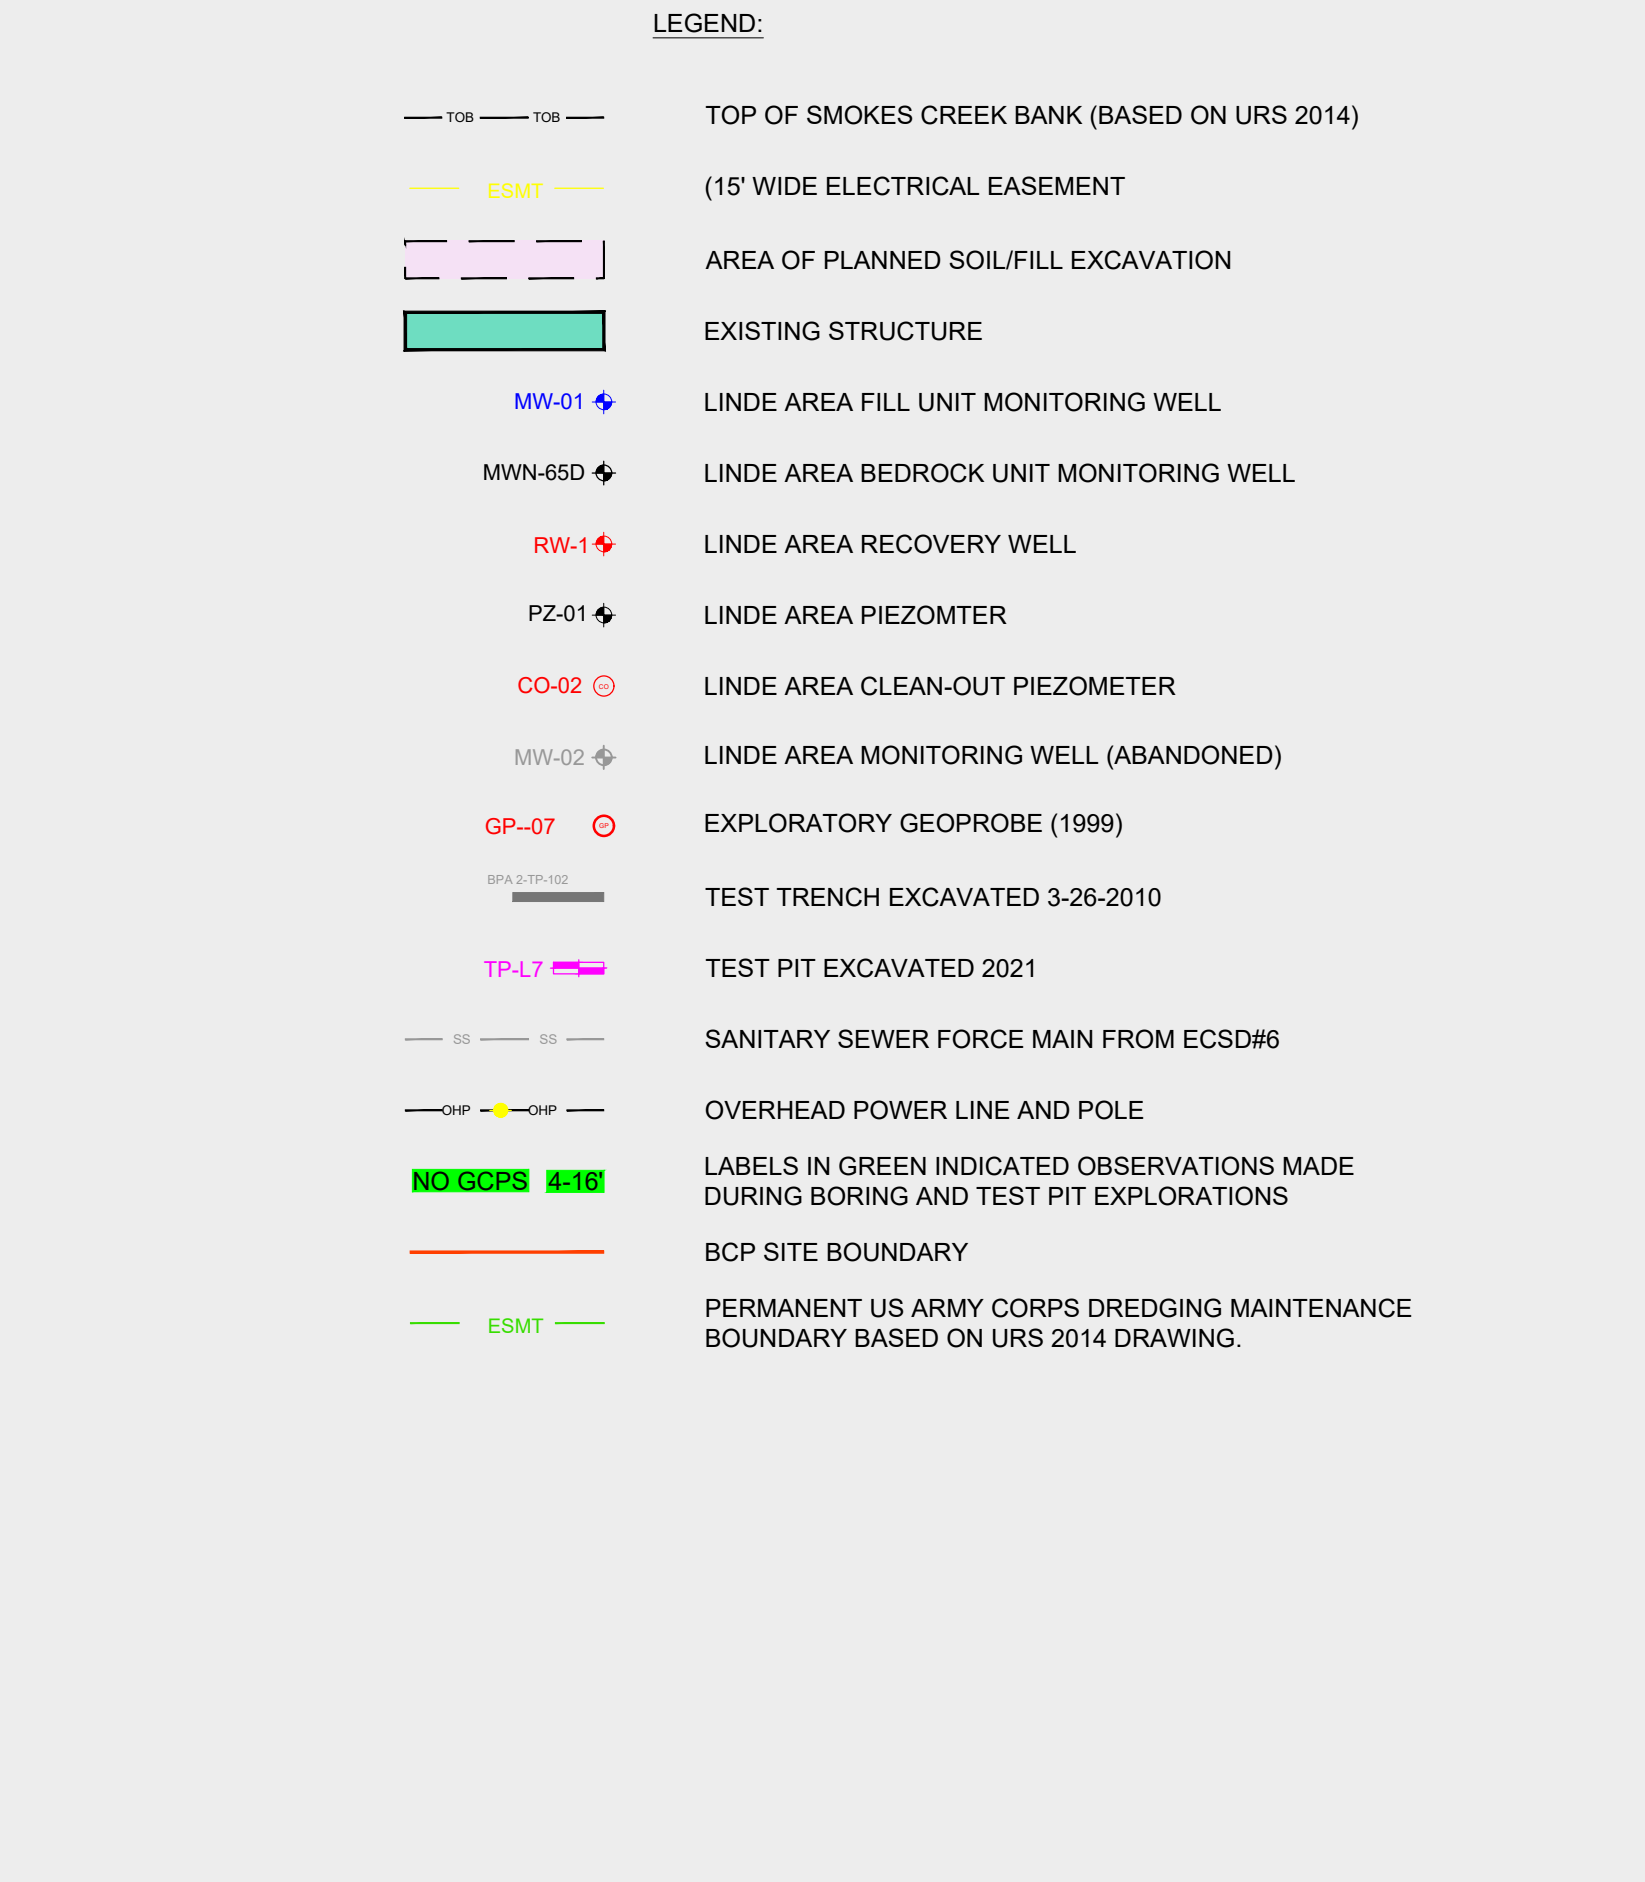 LEGEND:
TOB TOB TOP OF SMOKES CREEK BANK (BASED ON URS 2014)
ESMT (15' WIDE ELECTRICAL EASEMENT
AREA OF PLANNED SOIL/FILL EXCAVATION
EXISTING STRUCTURE
MW-01 LINDE AREA FILL UNIT MONITORING WELL
MWN-65D LINDE AREA BEDROCK UNIT MONITORING WELL
RW-1 LINDE AREA RECOVERY WELL
PZ-01 LINDE AREA PIEZOMTER
CO-02 CO LINDE AREA CLEAN-OUT PIEZOMETER
MW-02 LINDE AREA MONITORING WELL (ABANDONED)
GP--07 GP EXPLORATORY GEOPROBE (1999)
BPA 2-TP-102
TEST TRENCH EXCAVATED 3-26-2010
TP-L7 TEST PIT EXCAVATED 2021
SS SS SANITARY SEWER FORCE MAIN FROM ECSD#6
OHP OHP OVERHEAD POWER LINE AND POLE
NO GCPS 4-16' LABELS IN GREEN INDICATED OBSERVATIONS MADE
DURING BORING AND TEST PIT EXPLORATIONS
BCP SITE BOUNDARY
ESMT PERMANENT US ARMY CORPS DREDGING MAINTENANCE
BOUNDARY BASED ON URS 2014 DRAWING.